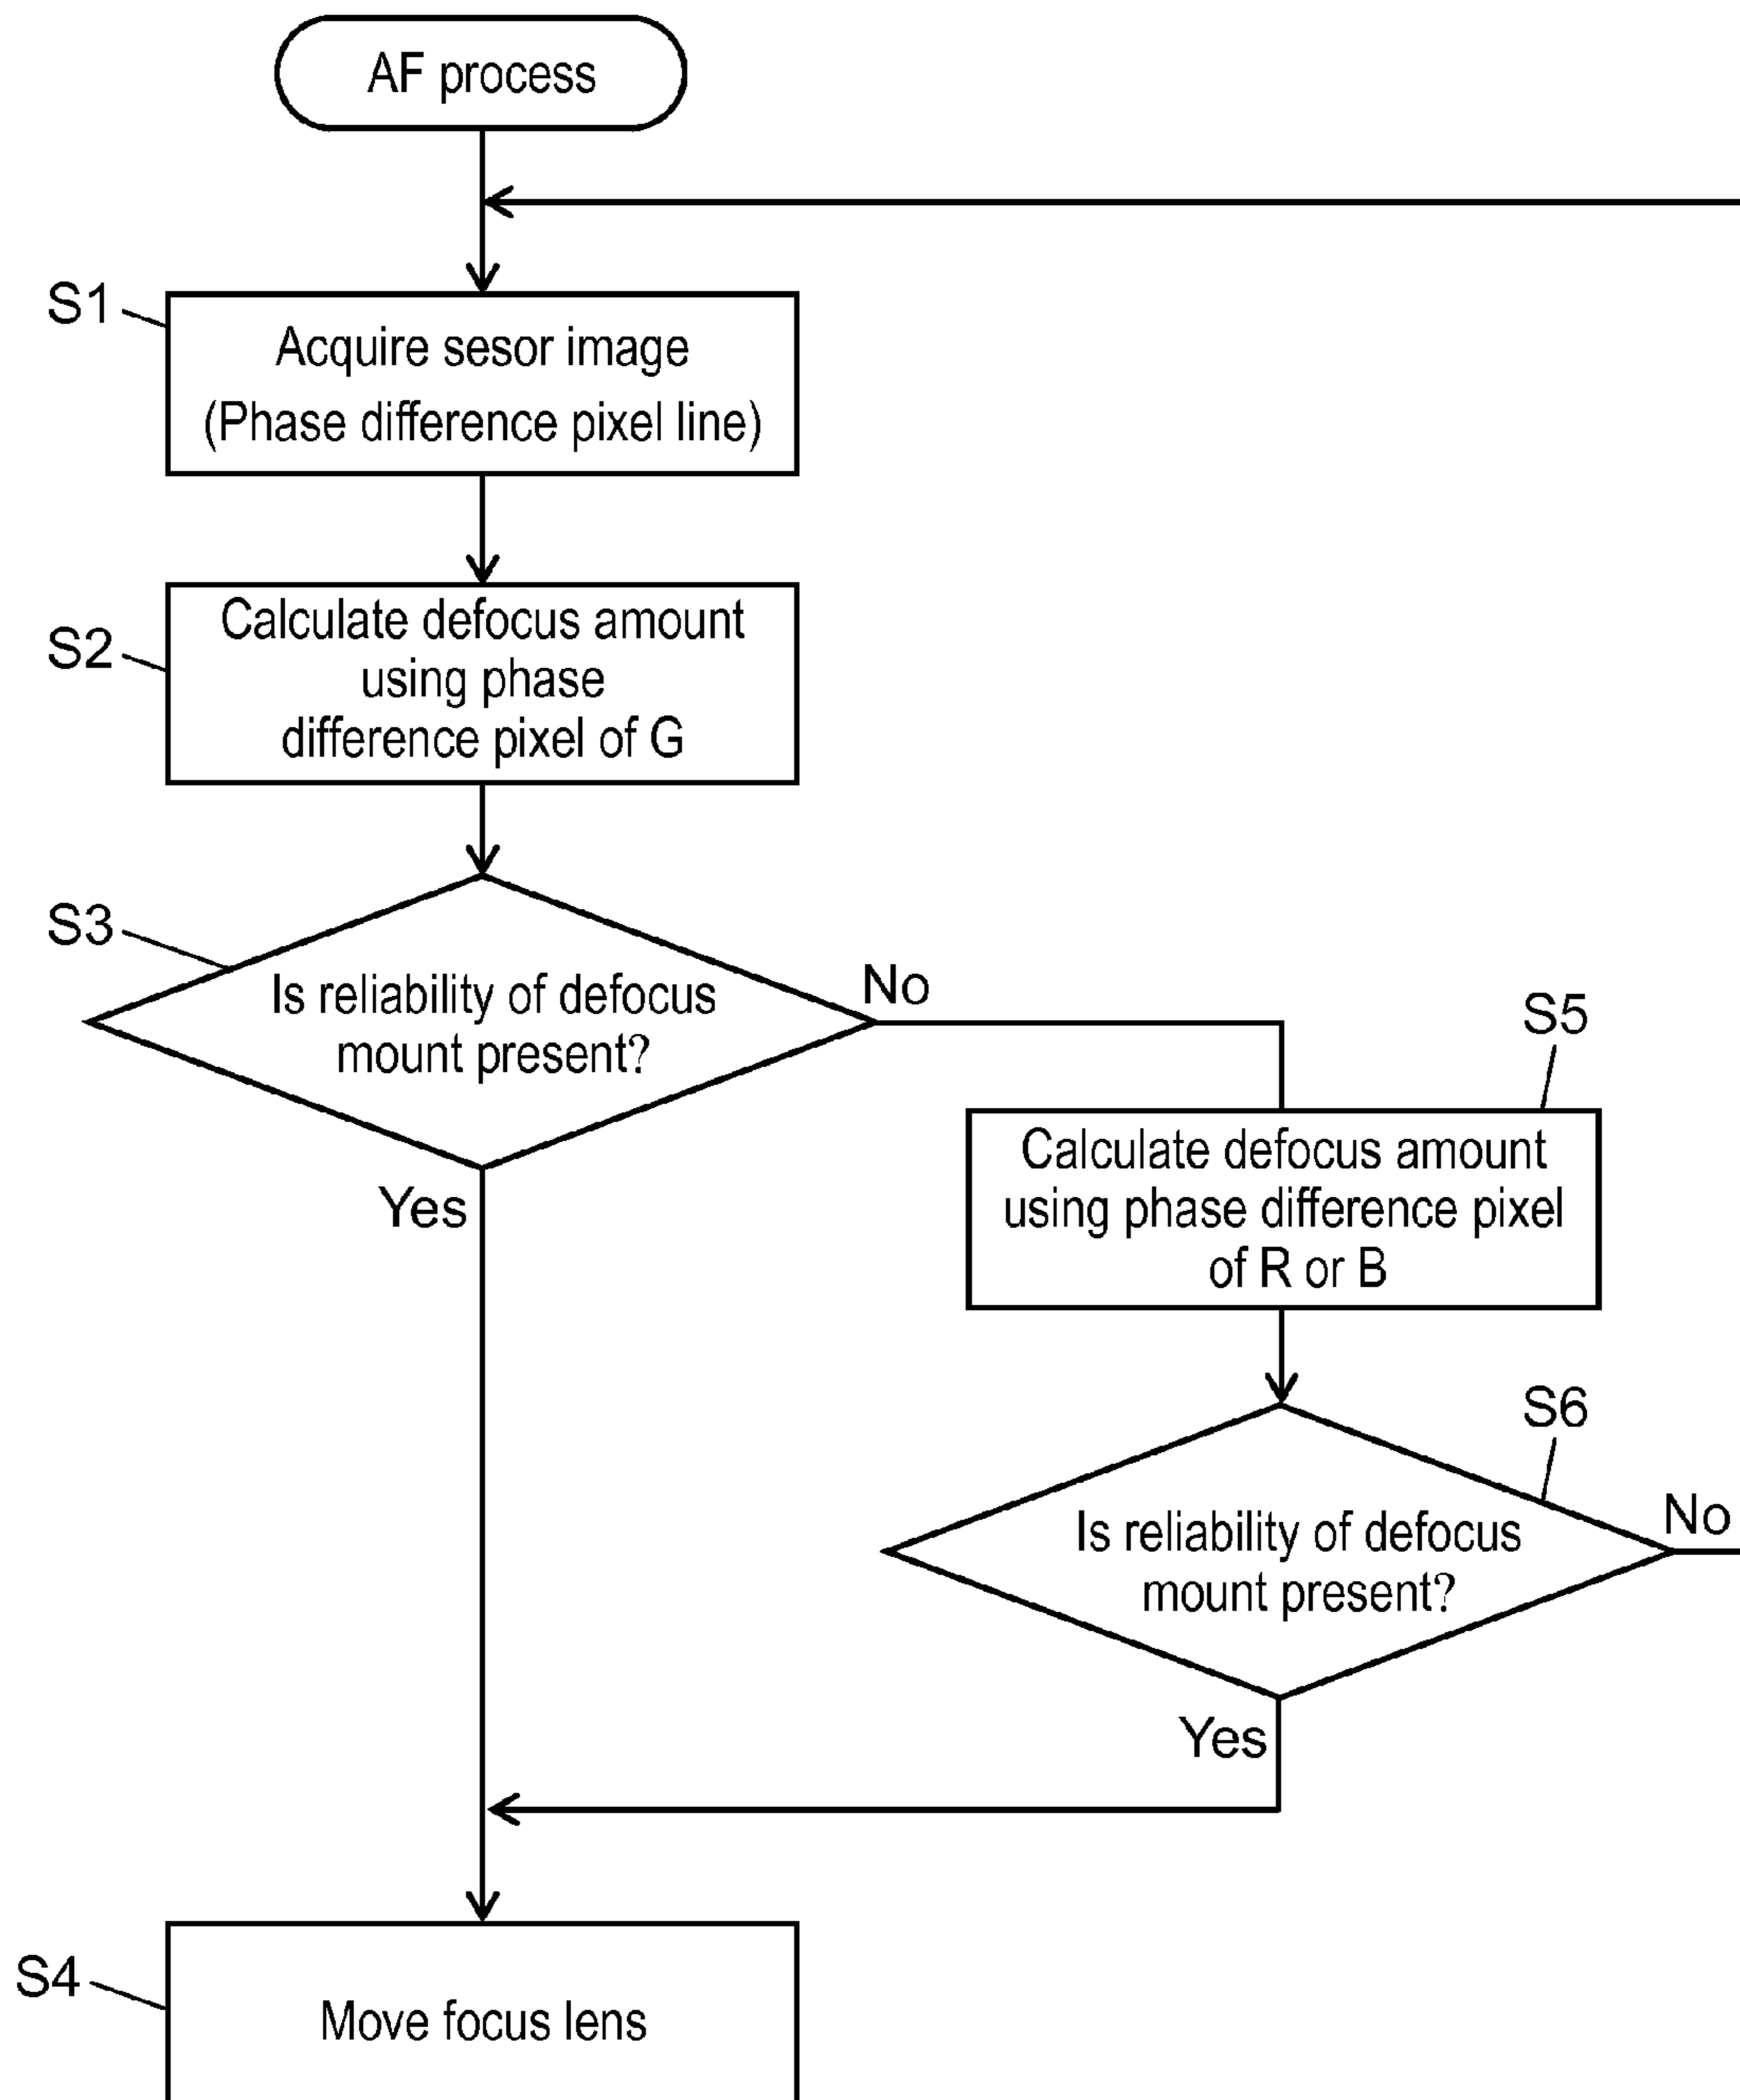 AF process
S1
Acquire sesor image
(Phase difference pixel line)
S2
Calculate defocus amount
using phase
difference pixel of G
S3
Is reliability of defocus
mount present?
No
Yes
S5
Calculate defocus amount
using phase difference pixel
of R or B
S6
Is reliability of defocus
mount present?
No
Yes
S4
Move focus lens